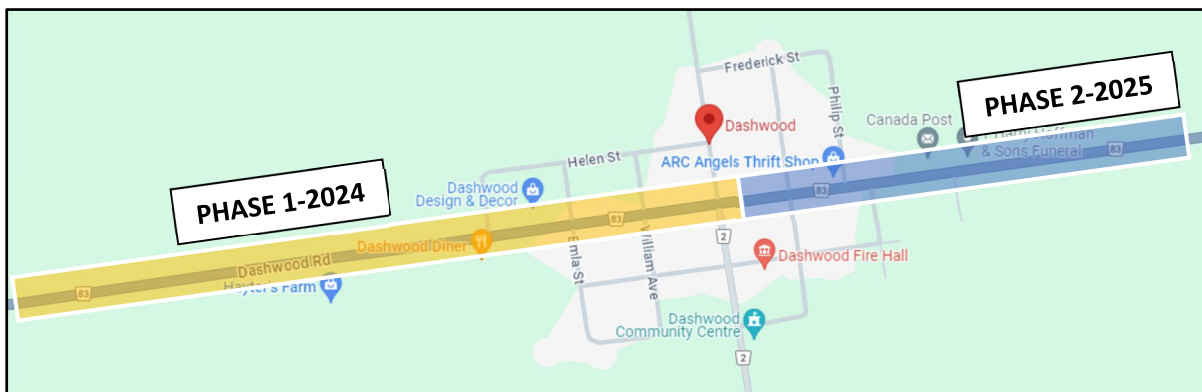 PHASE 1-2024
PHASE 2-2025
Frederick St
Philip St
Canada Post
Dashwood
Hoffman
& Sons Funeral
83
Helen St
ARC Angels Thrift Shop
83
Dashwood
Design & Decor
83
2
Dashwood Diner
Emla St
William Ave
Dashwood Fire Hall
Dashwood Rd
83
Hayter's Farm
Dashwood
Community Centre
2